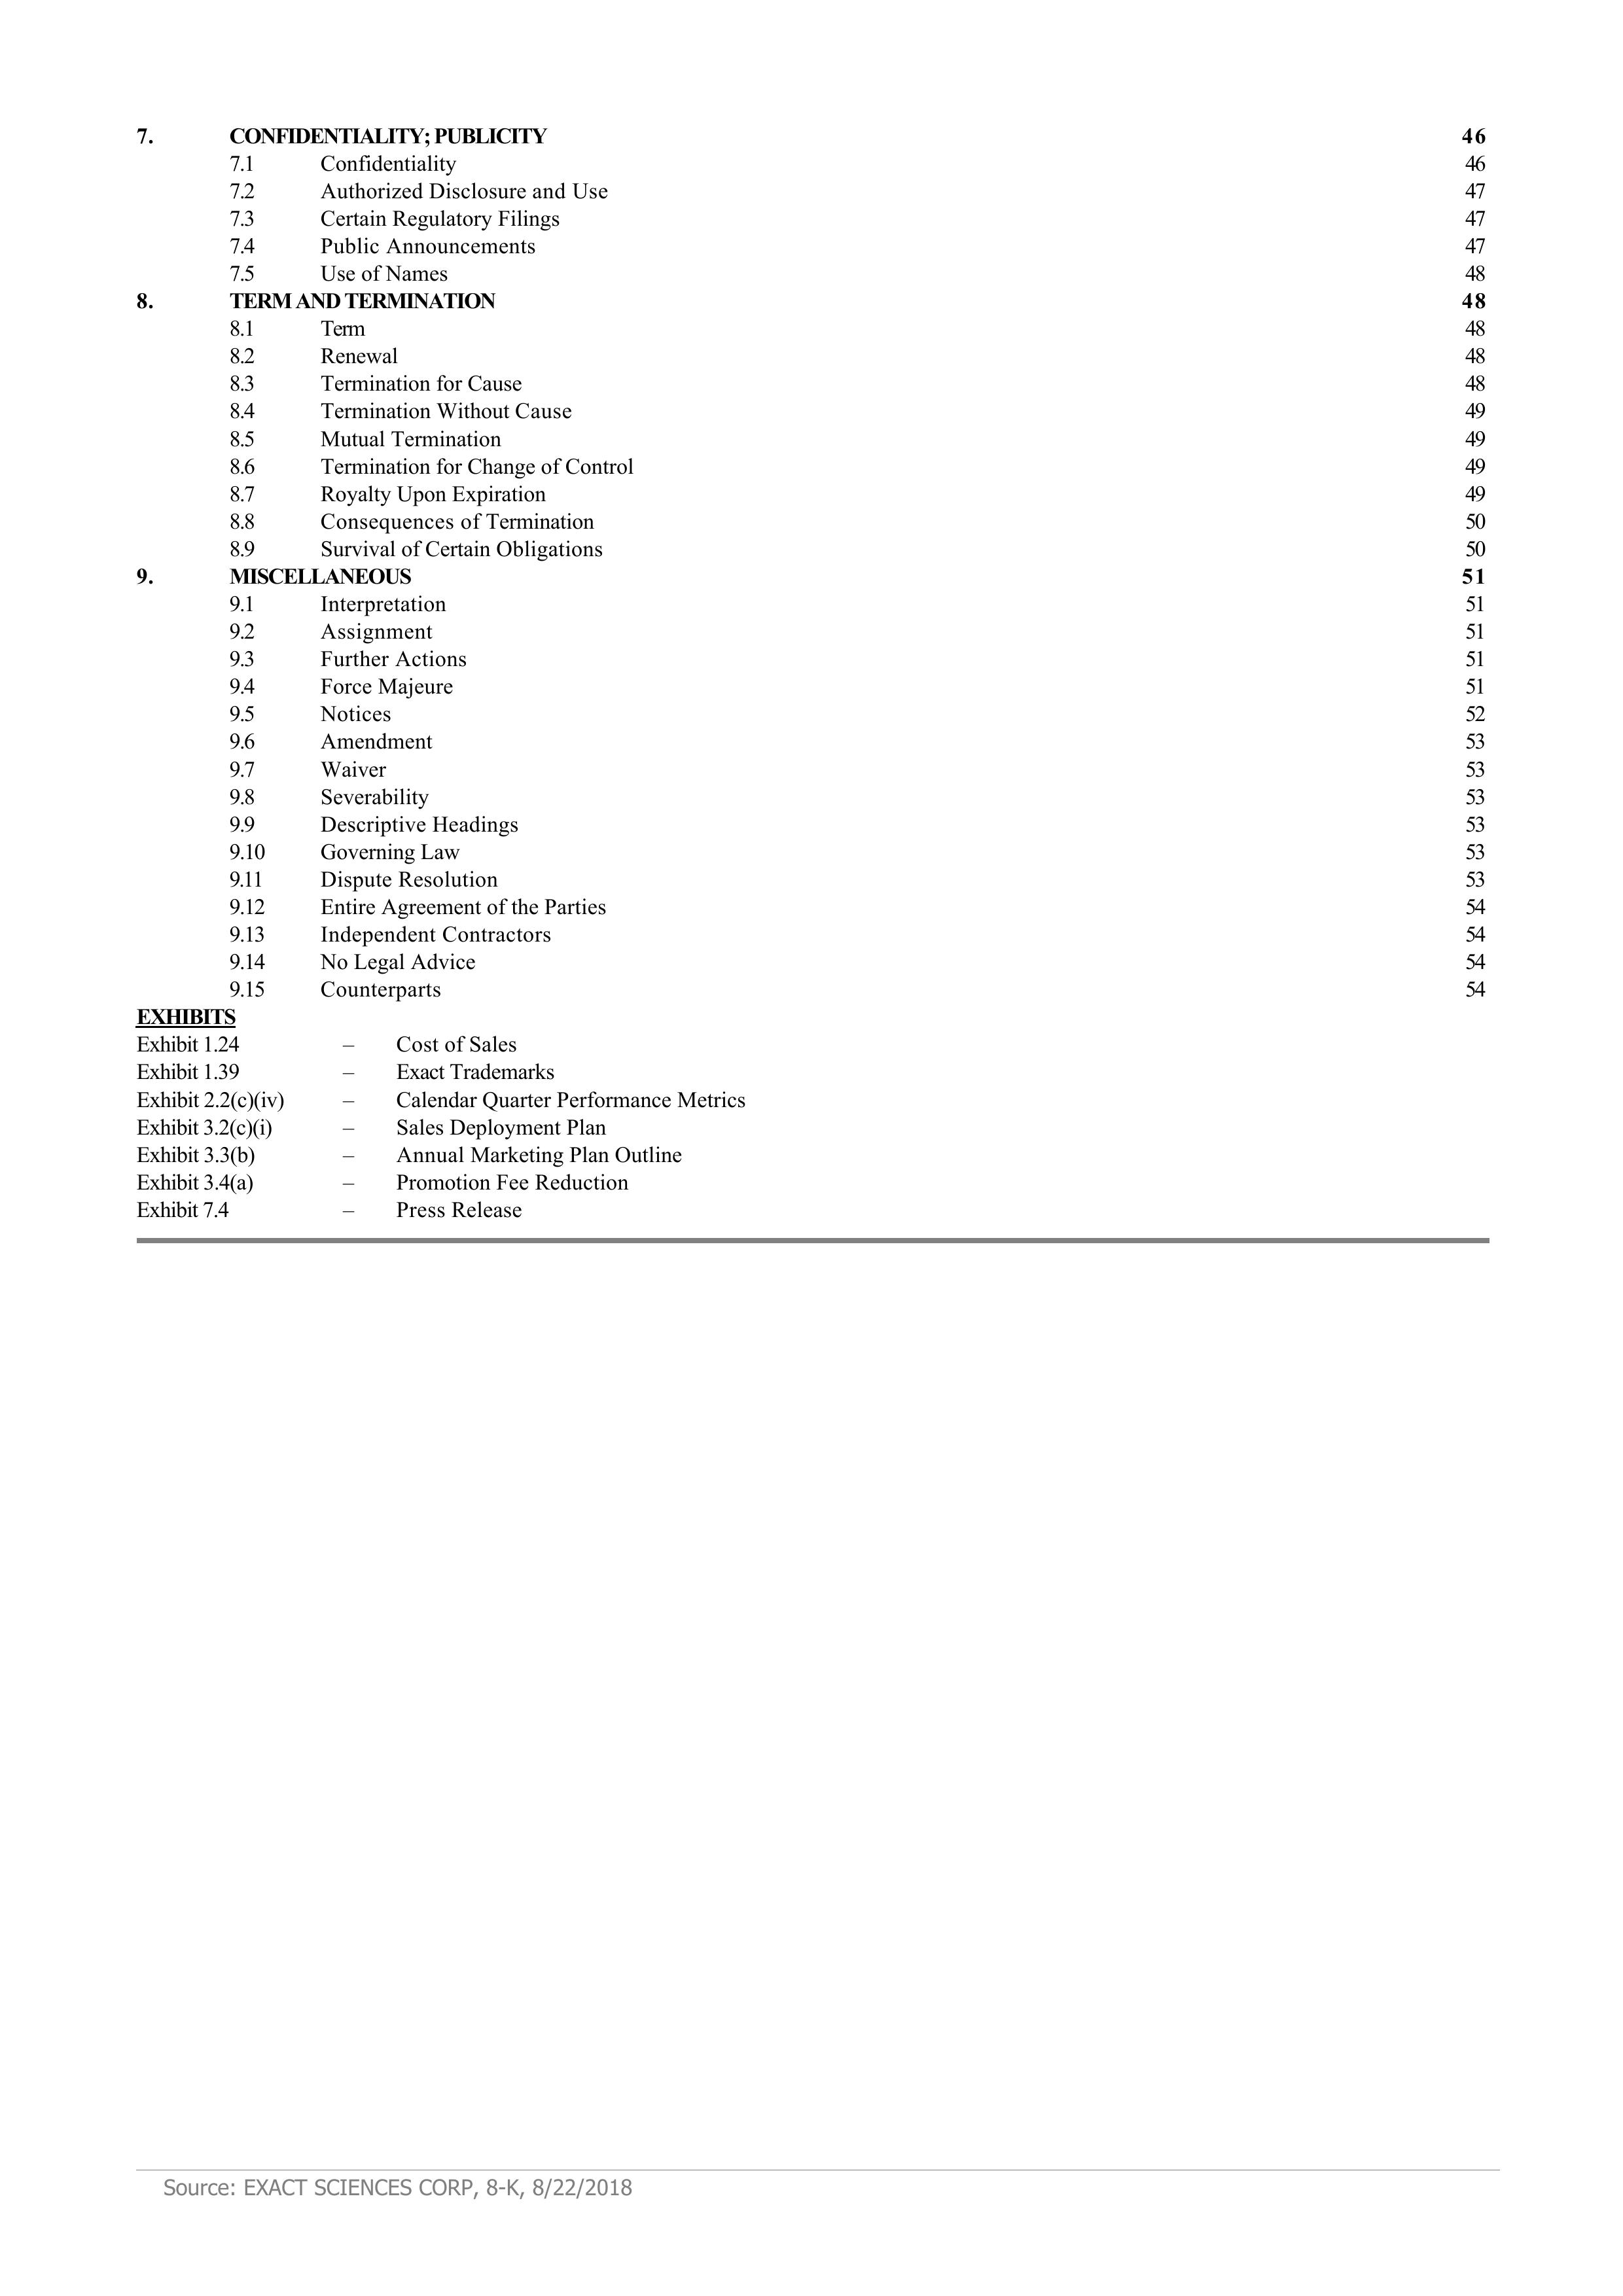 7. CONFIDENTIALITY; PUBLICITY 46
7.1 Confidentiality 46
7.2 Authorized Disclosure and Use 47
7.3 Certain Regulatory Filings 47
7.4 Public Announcements 47
7.5 Use of Names 48
8. TERM AND TERMINATION 48
8.1 Term 48
8.2 Renewal 48
8.3 Termination for Cause 48
8.4 Termination Without Cause 49
8.5 Mutual Termination 49
8.6 Termination for Change of Control 49
8.7 Royalty Upon Expiration 49
8.8 Consequences of Termination 50
8.9 Survival of Certain Obligations 50
9. MISCELLANEOUS 51
9.1 Interpretation 51
9.2 Assignment 51
9.3 Further Actions 51
9.4 Force Majeure 51
9.5 Notices 52
9.6 Amendment 53
9.7 Waiver 53
9.8 Severability 53
9.9 Descriptive Headings 53
9.10 Governing Law 53
9.11 Dispute Resolution 53
9.12 Entire Agreement of the Parties 54
9.13 Independent Contractors 54
9.14 No Legal Advice 54
9.15 Counterparts 54
EXHIBITS
Exhibit 1.24 – Cost of Sales
Exhibit 1.39 – Exact Trademarks
Exhibit 2.2(c)(iv) – Calendar Quarter Performance Metrics
Exhibit 3.2(c)(i) – Sales Deployment Plan
Exhibit 3.3(b) – Annual Marketing Plan Outline
Exhibit 3.4(a) – Promotion Fee Reduction
Exhibit 7.4 – Press Release
Source: EXACT SCIENCES CORP, 8-K, 8/22/2018